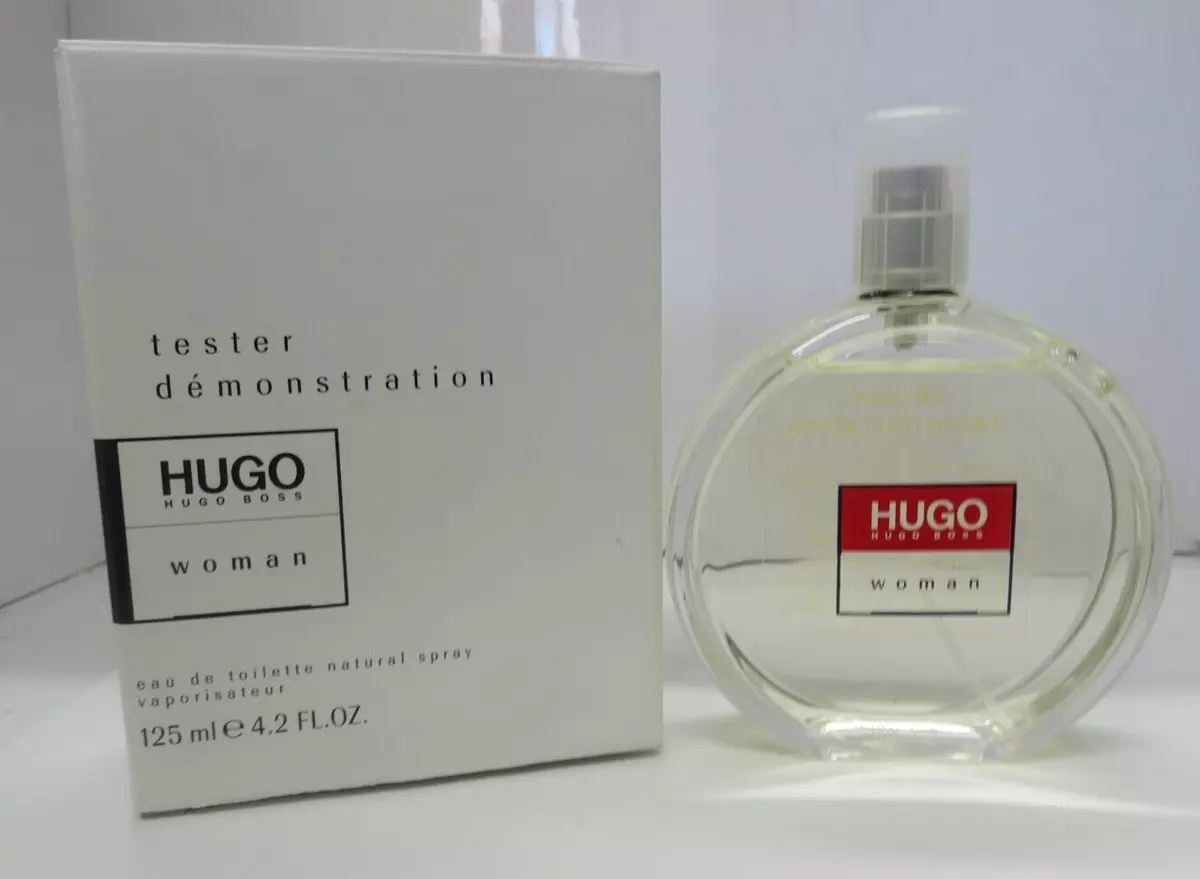 tester
démonstration
HUGO
HUGO BOSS
woman
eau de toilette natural spray
vaporisateur
125 ml e 4.2 FL.OZ.
HUGO
HUGO BOSS
woman